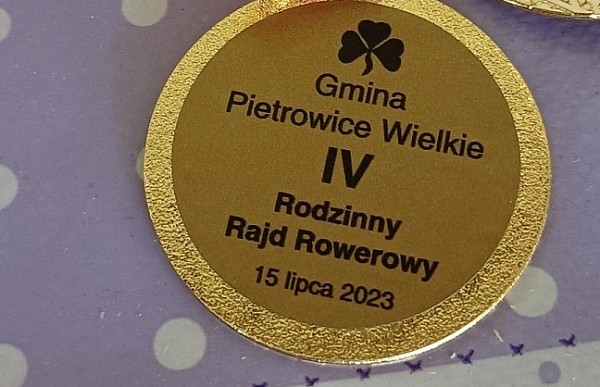 Gmina
Pietrowice Wielkie
IV
Rodzinny
Rajd Rowerowy
15 lipca 2023